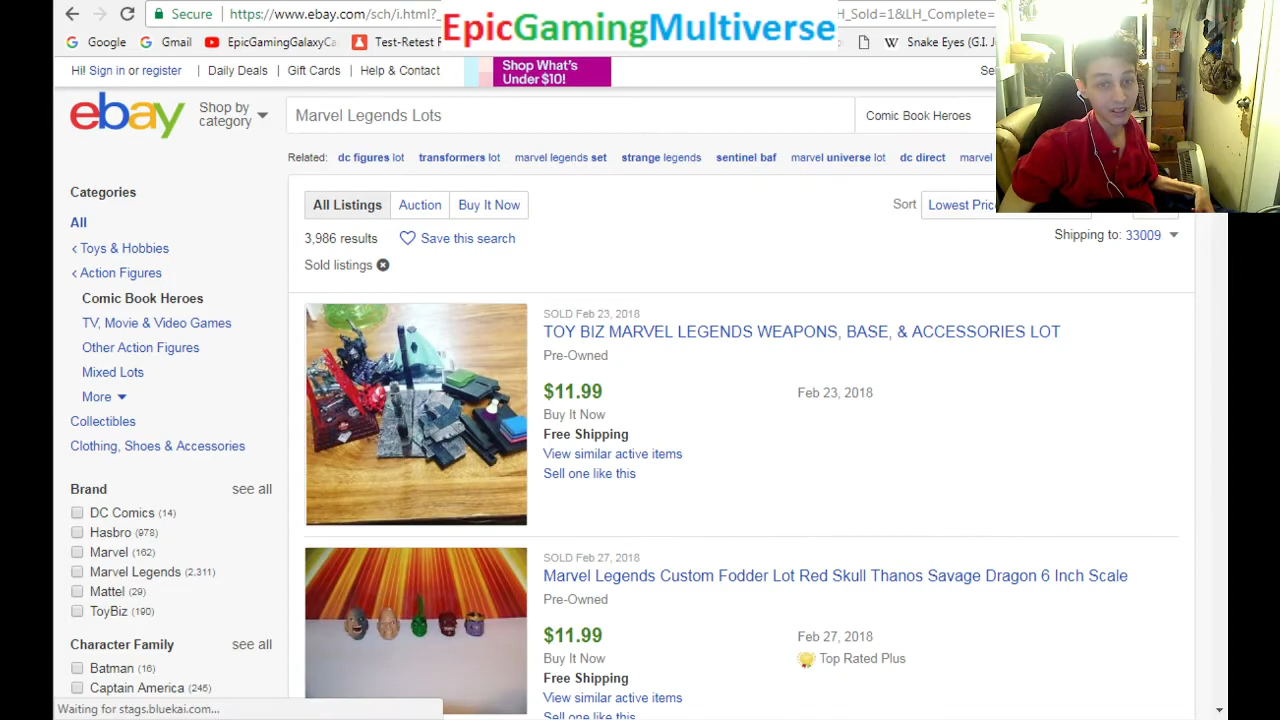 Secure https://www.ebay.com/sch/i.html?_ H_Sold=1&LH_Complete=
EpicGamingMultiverse
Google Gmail EpicGamingGalaxyCa Test-Retest Snake Eyes (G.I. J
Hi! Sign in or register Daily Deals Gift Cards Help & Contact
Shop What's
Under $10!
Se
ebay
Shop by
category
Marvel Legends Lots
Comic Book Heroes
Related: dc figures lot transformers lot marvel legends set strange legends sentinel baf marvel universe lot dc direct marvel
Categories
All
Toys & Hobbies
Action Figures
Comic Book Heroes
TV, Movie & Video Games
Other Action Figures
Mixed Lots
More
Collectibles
Clothing, Shoes & Accessories
Brand see all
DC Comics (14)
Hasbro (978)
Marvel (162)
Marvel Legends (2,311)
Mattel (29)
ToyBiz (190)
Character Family see all
Batman (16)
Captain America (245)
All Listings Auction Buy It Now
Sort Lowest Pric
3,986 results Save this search
Shipping to: 33009
Sold listings
SOLD Feb 23, 2018
TOY BIZ MARVEL LEGENDS WEAPONS, BASE, & ACCESSORIES LOT
Pre-Owned
$11.99 Feb 23, 2018
Buy It Now
Free Shipping
View similar active items
Sell one like this
SOLD Feb 27, 2018
Marvel Legends Custom Fodder Lot Red Skull Thanos Savage Dragon 6 Inch Scale
Pre-Owned
$11.99 Feb 27, 2018
Buy It Now Top Rated Plus
Free Shipping
View similar active items
Sell one like this
Waiting for stags.bluekai.com...